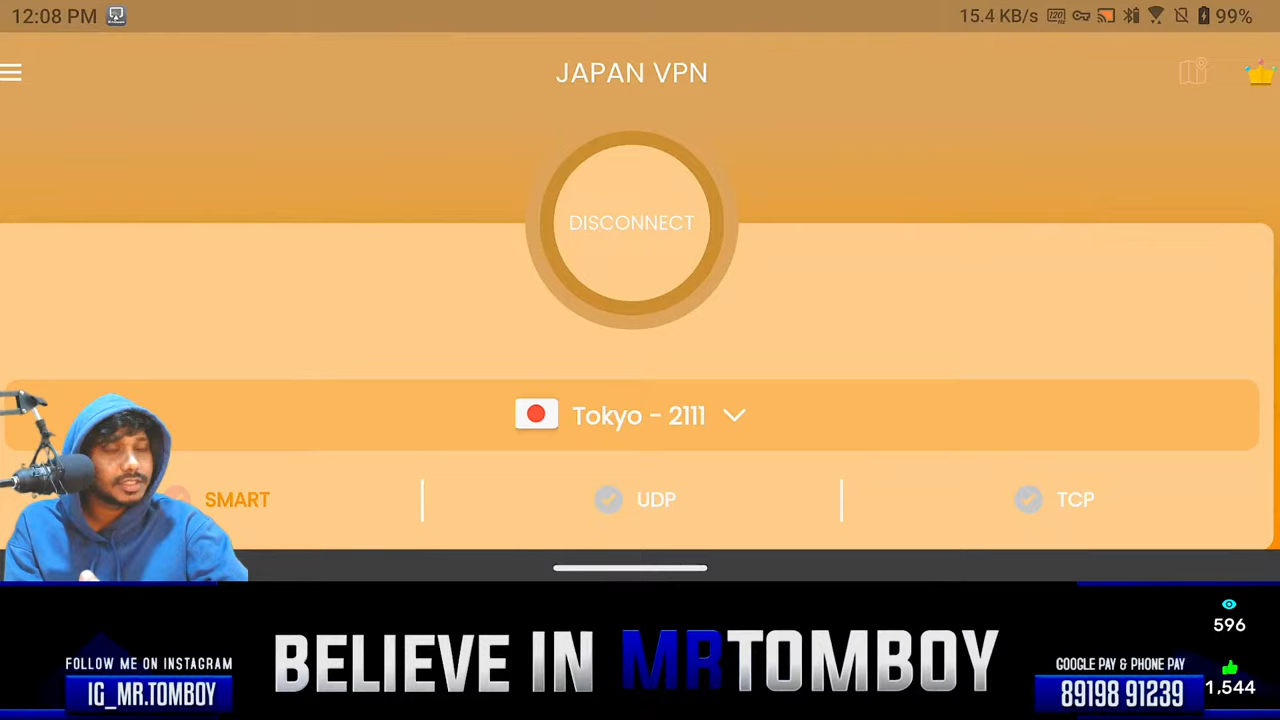 12:08 PM
15.4 KB/s
99%
JAPAN VPN
DISCONNECT
Tokyo - 2111
SMART
UDP
TCP
596
FOLLOW ME ON INSTAGRAM
IG_MR.TOMBOY
BELIEVE IN MRTOMBOY
GOOGLE PAY & PHONE PAY
89198 91239
1,544